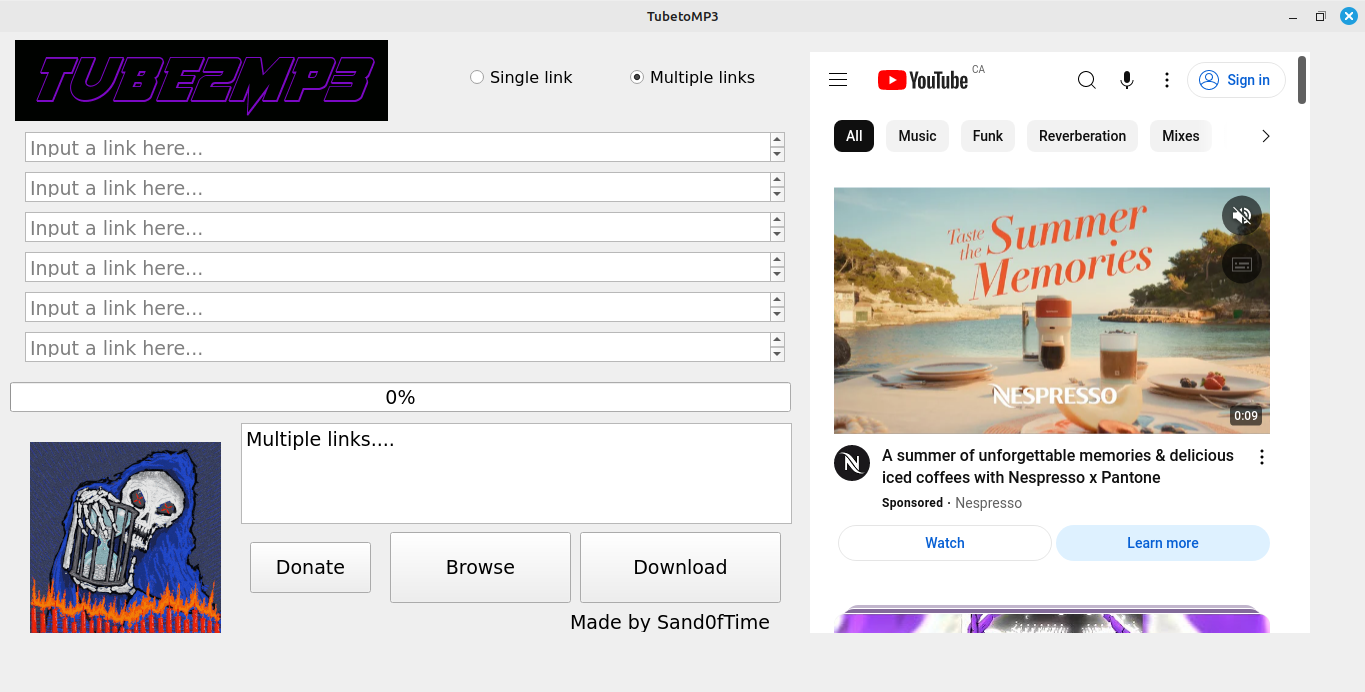 TubetoMP3
TUBE2MP3
Single link
Multiple links
Input a link here...
Input a link here...
Input a link here...
Input a link here...
Input a link here...
Input a link here...
0%
Multiple links....
Donate
Browse
Download
Made by Sand0fTime
YouTube CA
Sign in
All
Music
Funk
Reverberation
Mixes
Taste the Summer
Memories
NESPRESSO
0:09
N
A summer of unforgettable memories & delicious
iced coffees with Nespresso x Pantone
Sponsored · Nespresso
Watch
Learn more